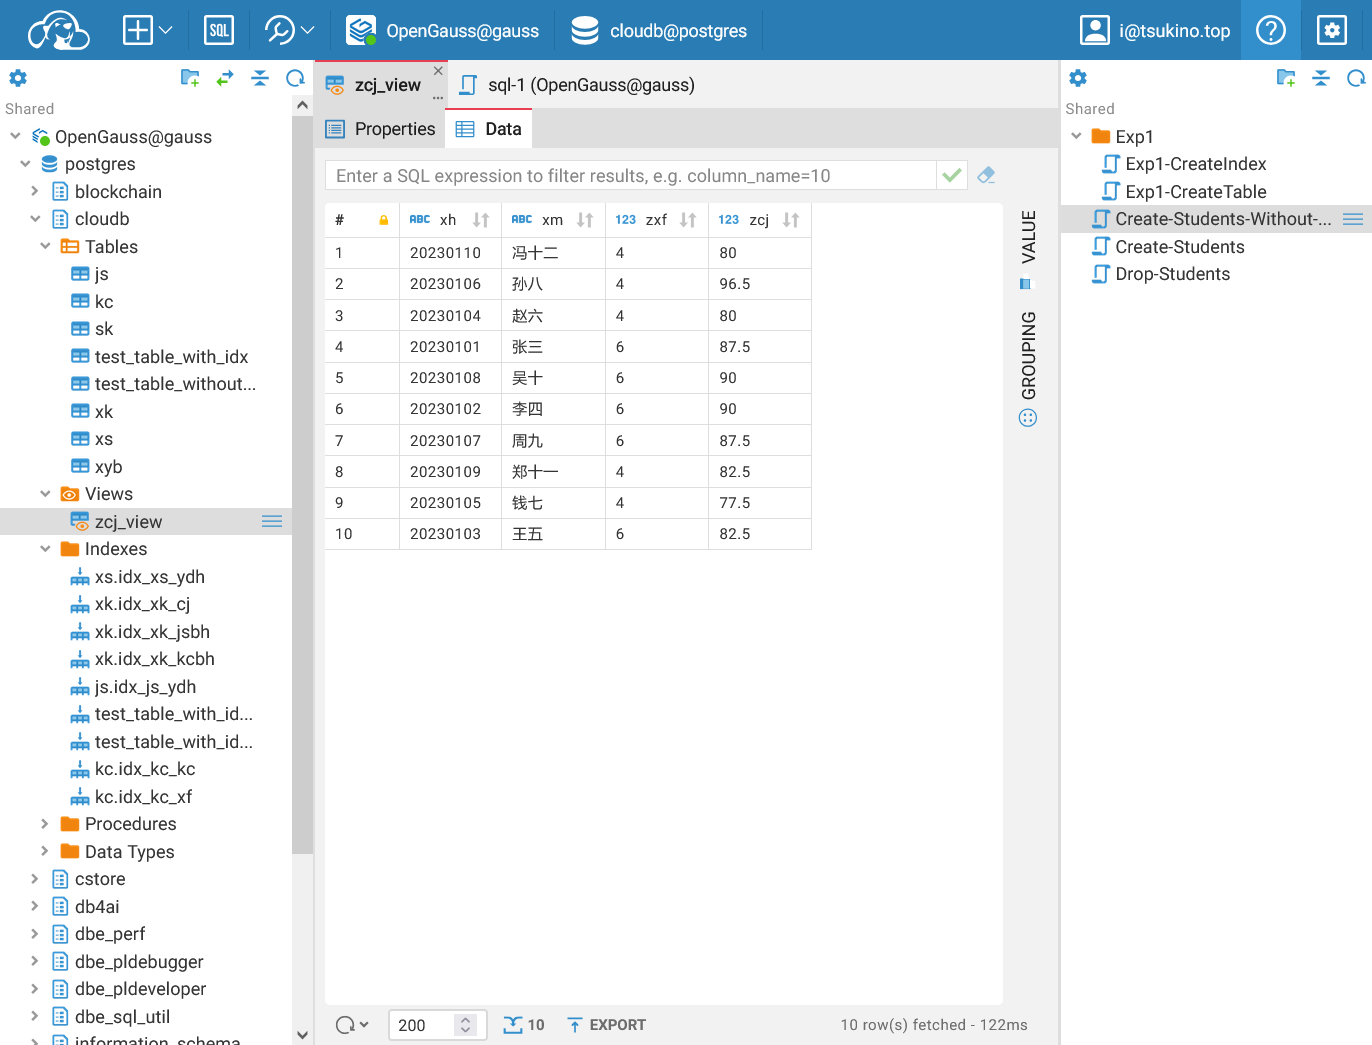 SQL
OpenGauss@gauss
cloudb@postgres
i@tsukino.top
Shared
OpenGauss@gauss
postgres
blockchain
cloudb
Tables
js
kc
sk
test_table_with_idx
test_table_without...
xk
xs
xyb
Views
zcj_view
Indexes
xs.idx_xs_ydh
xk.idx_xk_cj
xk.idx_xk_jsbh
xk.idx_xk_kcbh
js.idx_js_ydh
test_table_with_id...
test_table_with_id...
kc.idx_kc_kc
kc.idx_kc_xf
Procedures
Data Types
cstore
db4ai
dbe_perf
dbe_pldebugger
dbe_pldeveloper
dbe_sql_util
information_schema
zcj_view
sql-1 (OpenGauss@gauss)
Properties
Data
Enter a SQL expression to filter results, e.g. column_name=10
# ABC xh ABC xm 123 zxf 123 zcj
1 20230110 冯十二 4 80
2 20230106 孙八 4 96.5
3 20230104 赵六 4 80
4 20230101 张三 6 87.5
5 20230108 吴十 6 90
6 20230102 李四 6 90
7 20230107 周九 6 87.5
8 20230109 郑十一 4 82.5
9 20230105 钱七 4 77.5
10 20230103 王五 6 82.5
VALUE
GROUPING
200
10
EXPORT
10 row(s) fetched - 122ms
Shared
Exp1
Exp1-CreateIndex
Exp1-CreateTable
Create-Students-Without-...
Create-Students
Drop-Students